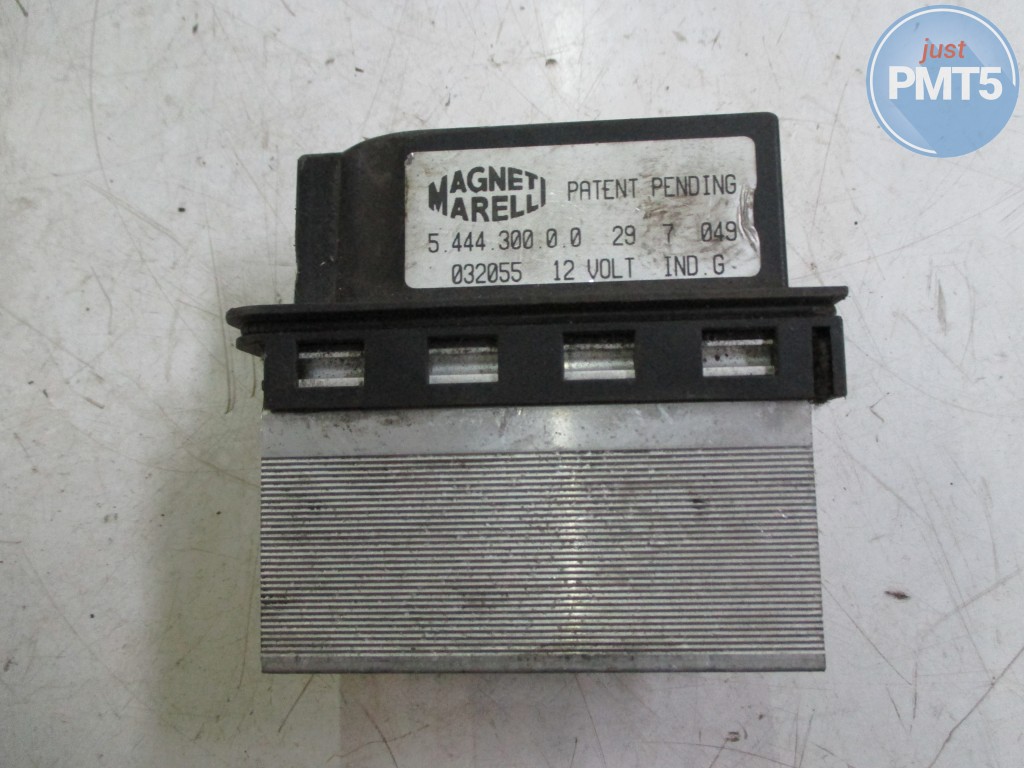 just
PMT5
MAGNETI
MARELLI
PATENT PENDING
5.444.300.0.0 29 7 049
032055 12 VOLT IND.G